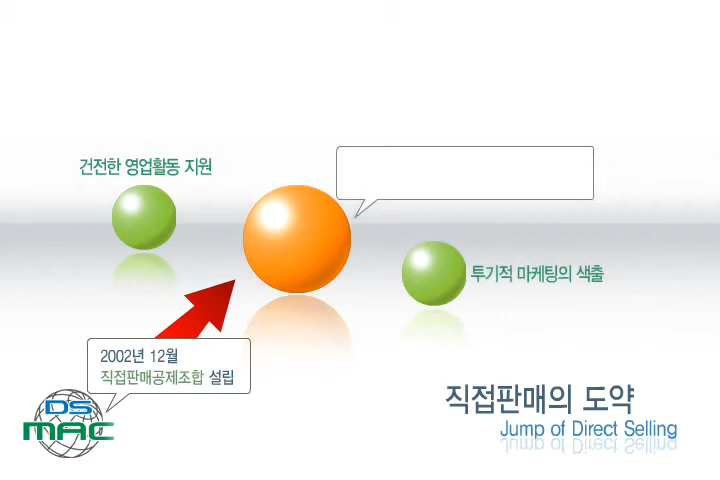 건전한 영업활동 지원
투기적 마케팅의 색출
2002년 12월
직접판매공제조합 설립
DS
MAC
직접판매의 도약
Jump of Direct Selling